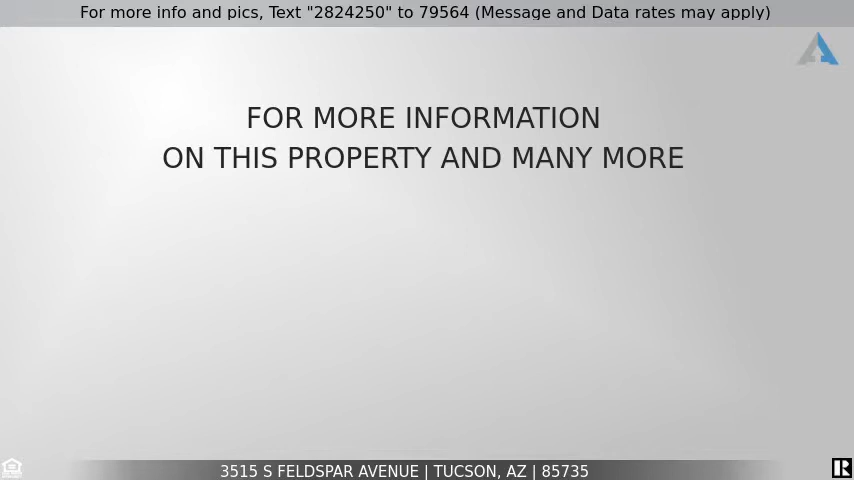 For more info and pics, Text "2824250" to 79564 (Message and Data rates may apply)
FOR MORE INFORMATION
ON THIS PROPERTY AND MANY MORE
3515 S FELDSPAR AVENUE | TUCSON, AZ | 85735